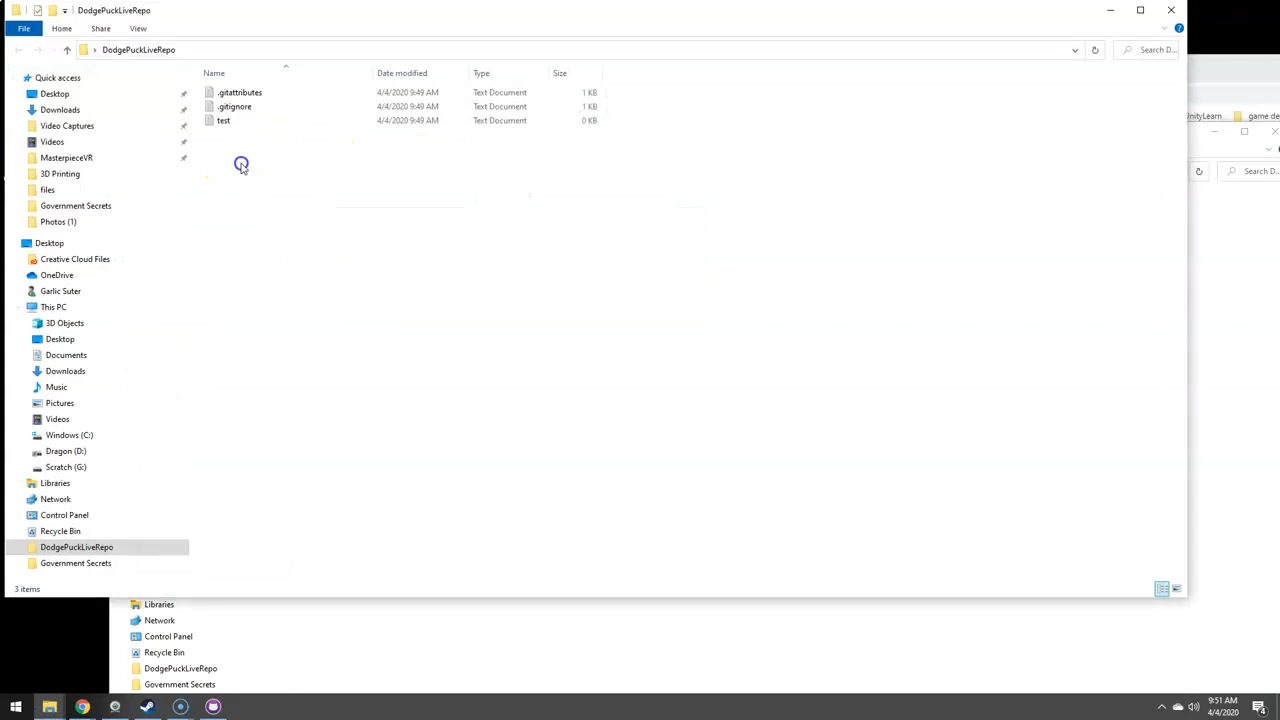 DodgePuckLiveRepo
File Home Share View
DodgePuckLiveRepo Search D...
Name Date modified Type Size
.gitattributes 4/4/2020 9:49 AM Text Document 1 KB
.gitignore 4/4/2020 9:49 AM Text Document 1 KB
test 4/4/2020 9:49 AM Text Document 0 KB
Quick access
Desktop
Downloads
Video Captures
Videos
MasterpieceVR
3D Printing
files
Government Secrets
Photos (1)
Desktop
Creative Cloud Files
OneDrive
Garlic Suter
This PC
3D Objects
Desktop
Documents
Downloads
Music
Pictures
Videos
Windows (C:)
Dragon (D:)
Scratch (G:)
Libraries
Network
Control Panel
Recycle Bin
DodgePuckLiveRepo
Government Secrets
3 items
UnityLearn game de
Search D...
Libraries
Network
Control Panel
Recycle Bin
DodgePuckLiveRepo
Government Secrets
9:51 AM
4/4/2020
4